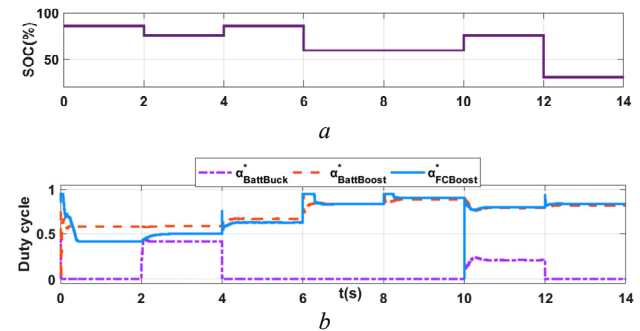 SOC(%)
100
50
0 2 4 6 8 10 12 14
a
α*BattBuck α*BattBoost α*FCBoost
Duty cycle
1
0.5
0
0 2 4 6 8 10 12 14
t(s)
b